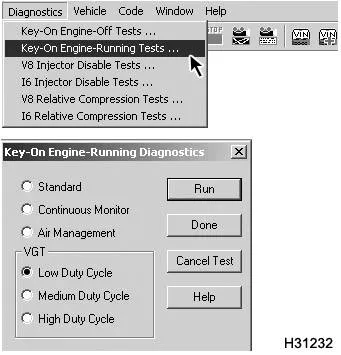 Diagnostics Vehicle Code Window Help
Key-On Engine-Off Tests ...
Key-On Engine-Running Tests ...
V8 Injector Disable Tests ...
I6 Injector Disable Tests ...
V8 Relative Compression Tests ...
I6 Relative Compression Tests ...
STOP
VIN
VIN
Key-On Engine-Running Diagnostics
Standard
Run
Continuous Monitor
Done
Air Management
VGT
Cancel Test
Low Duty Cycle
Medium Duty Cycle
Help
High Duty Cycle
H31232